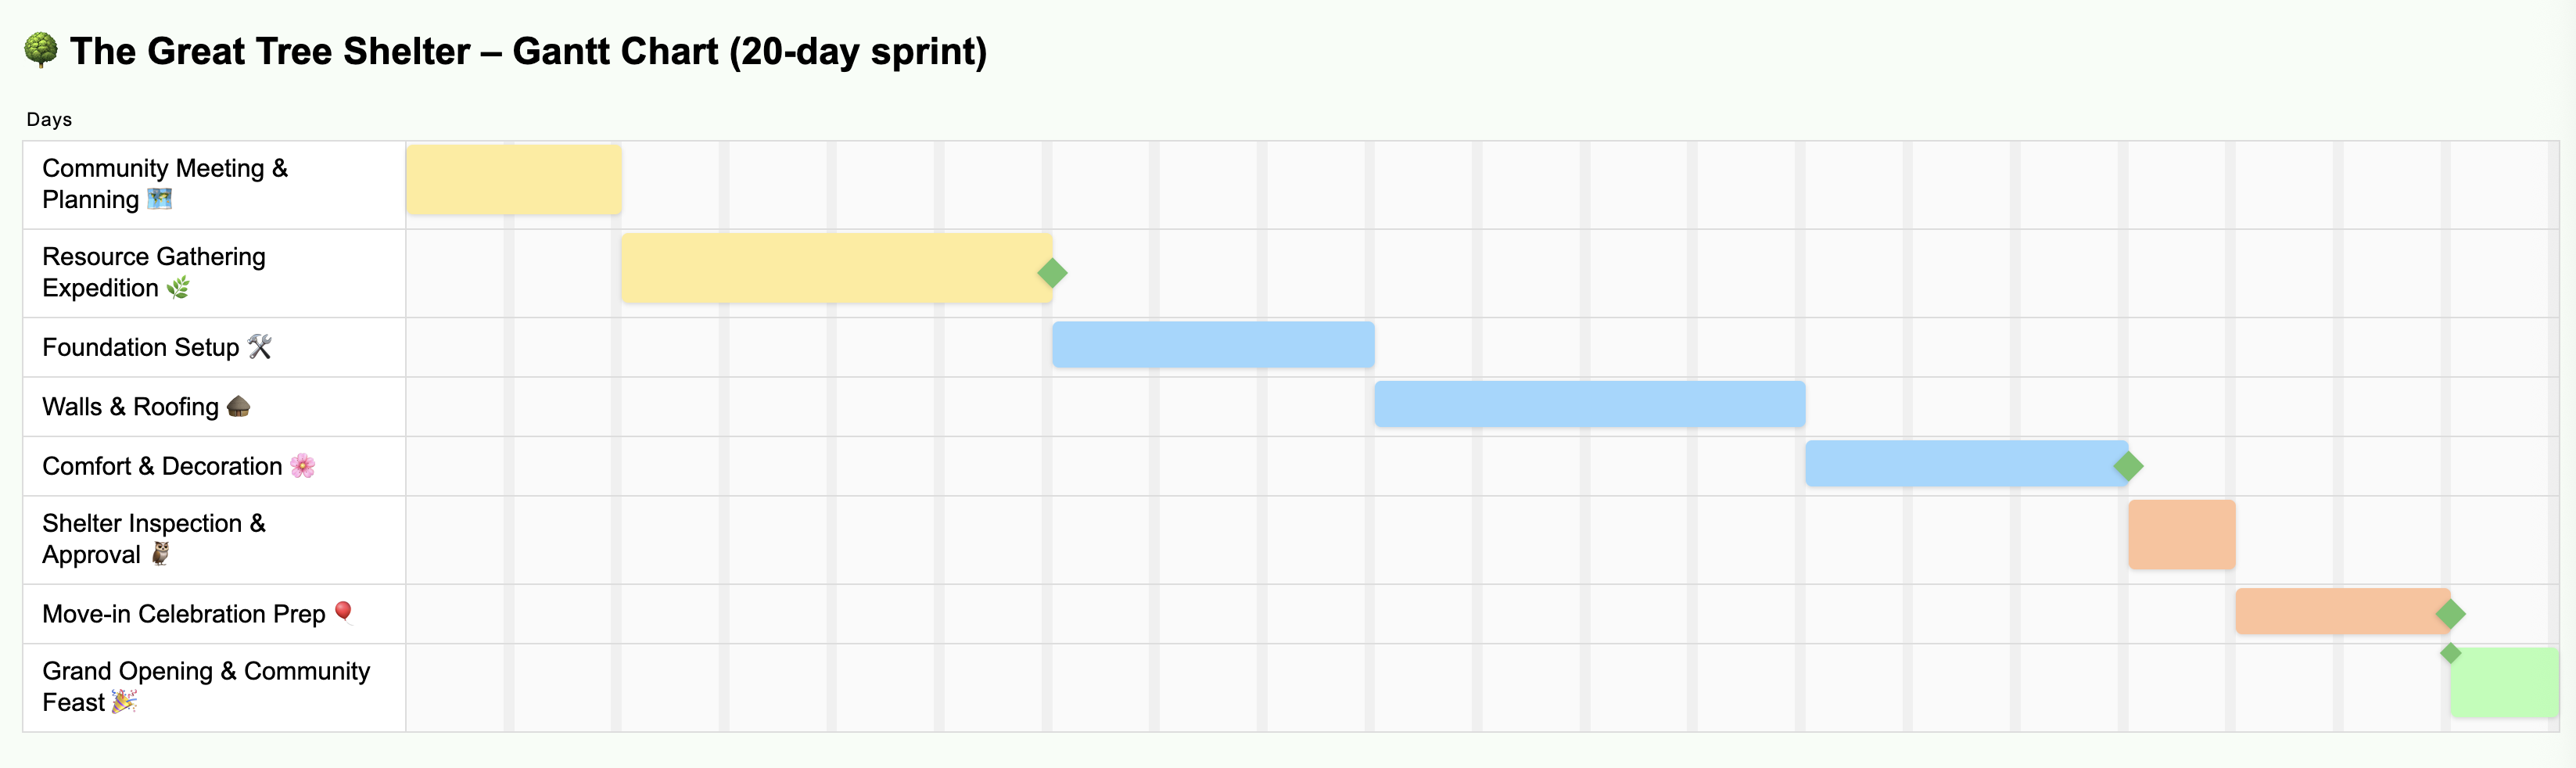 🌳 The Great Tree Shelter – Gantt Chart (20-day sprint)
Days
Community Meeting &
Planning 🗺️
Resource Gathering
Expedition 🌿
Foundation Setup 🛠️
Walls & Roofing 🛖
Comfort & Decoration 🌸
Shelter Inspection &
Approval 🦉
Move-in Celebration Prep 🎈
Grand Opening & Community
Feast 🎉